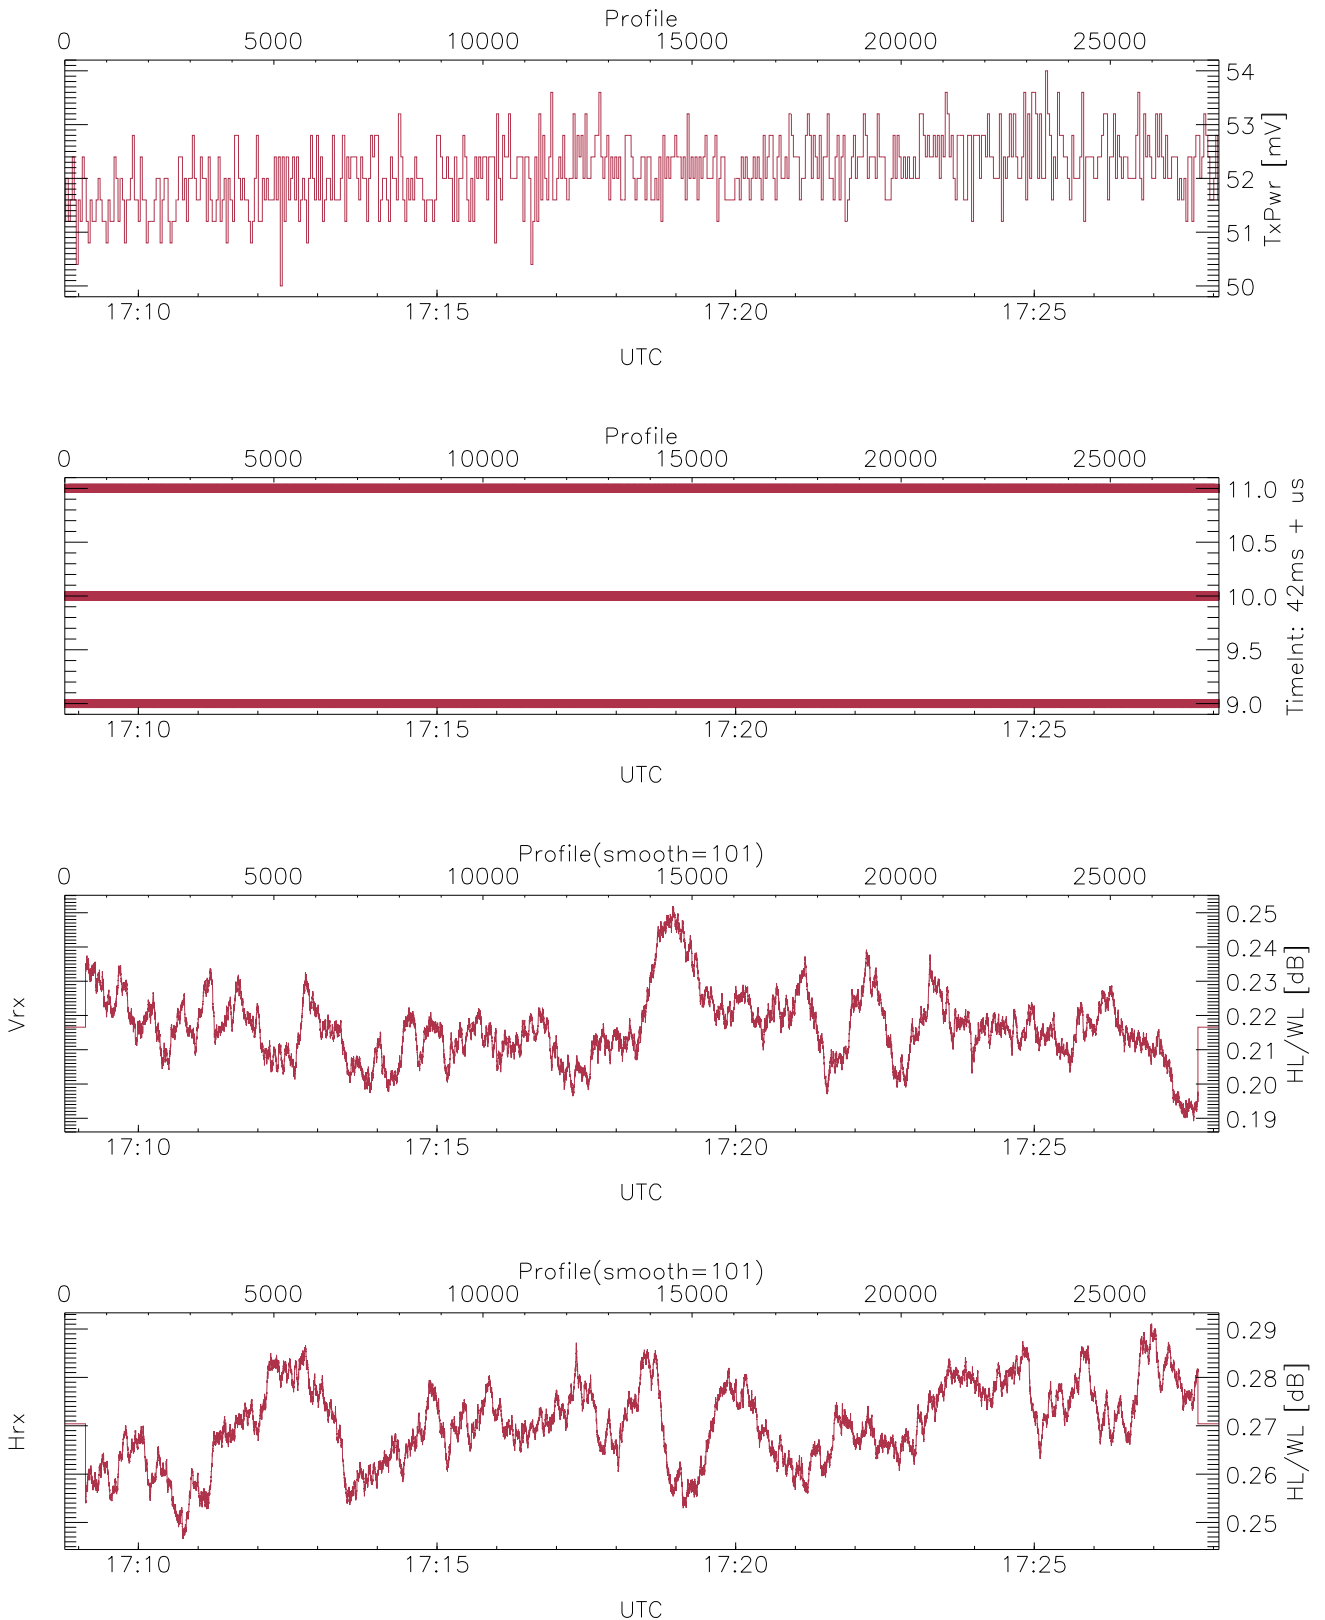 Profile
0 5000 10000 15000 20000 25000
54
53
52
51
50
TxPwr [mV]
17:10 17:15 17:20 17:25
UTC
Profile
0 5000 10000 15000 20000 25000
11.0
10.5
10.0
9.5
9.0
TimeInt: 42ms + us
17:10 17:15 17:20 17:25
UTC
Profile(smooth=101)
0 5000 10000 15000 20000 25000
Vrx
0.25
0.24
0.23
0.22
0.21
0.20
0.19
HL/WL [dB]
17:10 17:15 17:20 17:25
UTC
Profile(smooth=101)
0 5000 10000 15000 20000 25000
Hrx
0.29
0.28
0.27
0.26
0.25
HL/WL [dB]
17:10 17:15 17:20 17:25
UTC